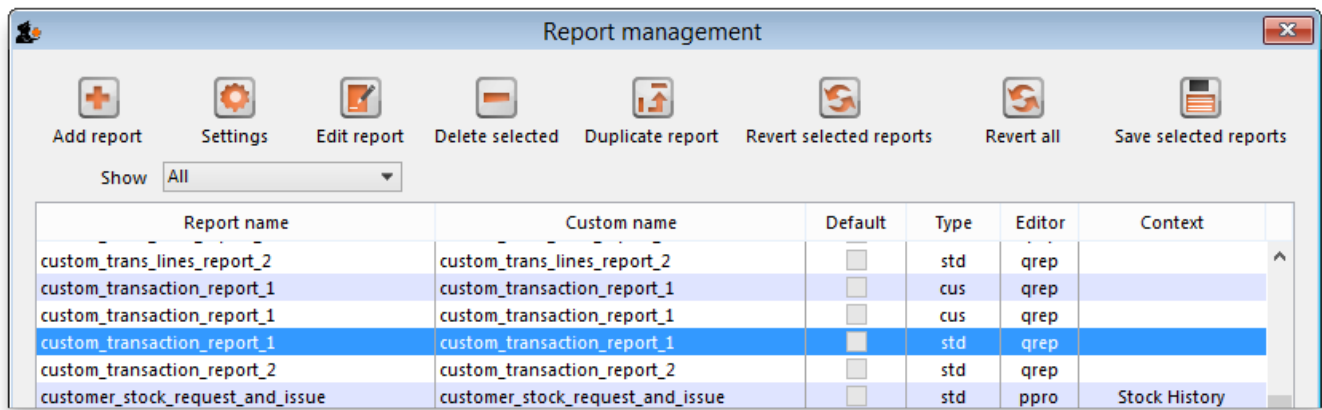 Report management
Add report Settings Edit report Delete selected Duplicate report Revert selected reports Revert all Save selected reports
Show All
Report name Custom name Default Type Editor Context
custom_trans_lines_report_2 custom_trans_lines_report_2 std qrep
custom_transaction_report_1 custom_transaction_report_1 cus qrep
custom_transaction_report_1 custom_transaction_report_1 cus qrep
custom_transaction_report_1 custom_transaction_report_1 std qrep
custom_transaction_report_2 custom_transaction_report_2 std qrep
customer_stock_request_and_issue customer_stock_request_and_issue std ppro Stock History